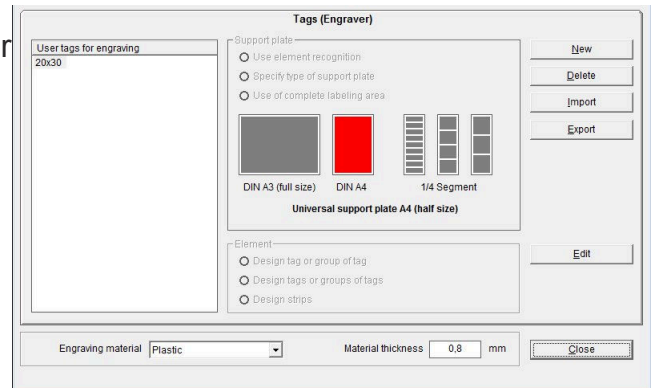 Tags (Engraver)
r
User tags for engraving
20x30
Support plate
Use element recognition
Specify type of support plate
Use of complete labeling area
DIN A3 (full size) DIN A4 1/4 Segment
Universal support plate A4 (half size)
Element
Design tag or group of tag
Design tags or groups of tags
Design strips
New
Delete
Import
Export
Edit
Engraving material Plastic Material thickness 0,8 mm Close